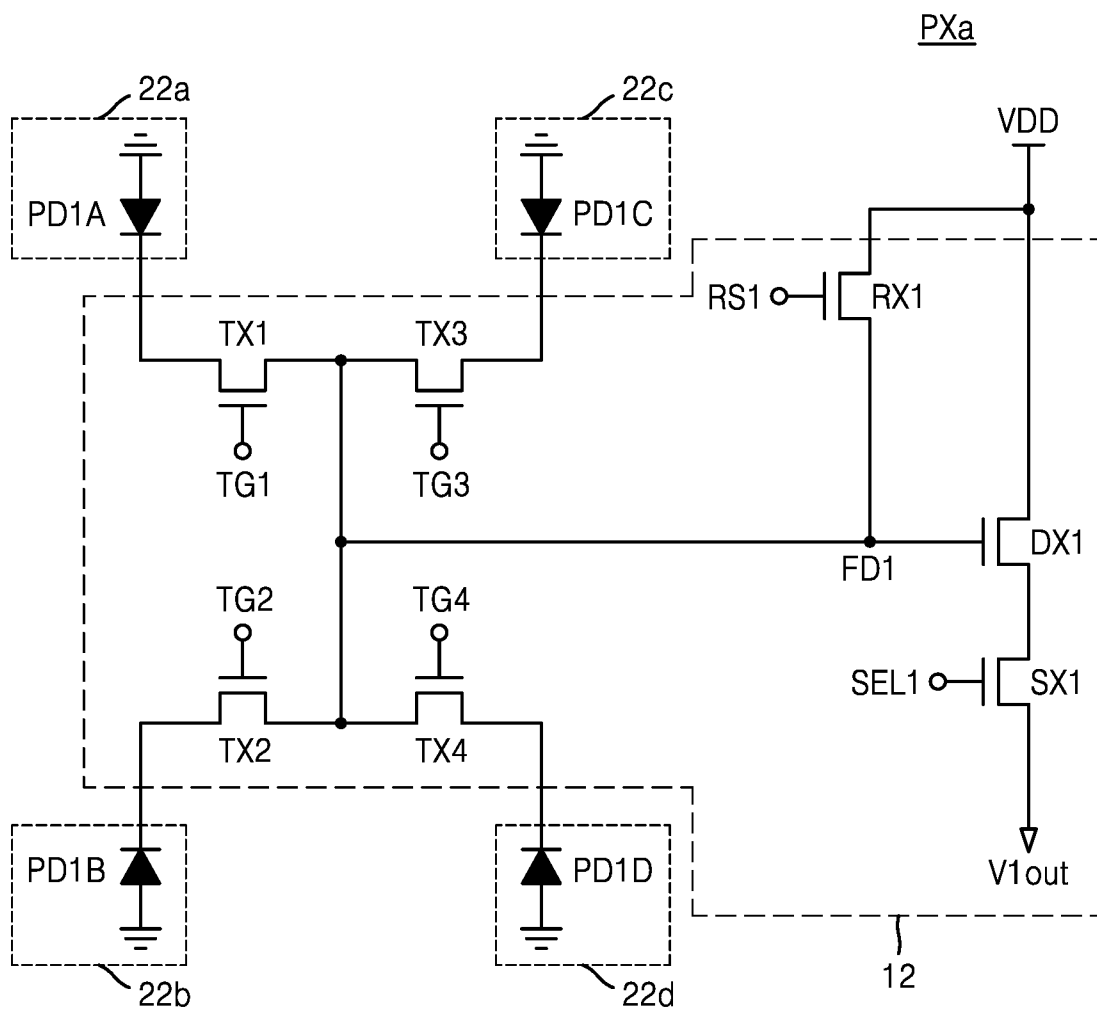 PXa
22a
22c
VDD
PD1A
PD1C
RS1
RX1
TX1
TX3
TG1
TG3
FD1
DX1
TG2
TG4
SEL1
SX1
TX2
TX4
PD1B
PD1D
V1out
12
22b
22d